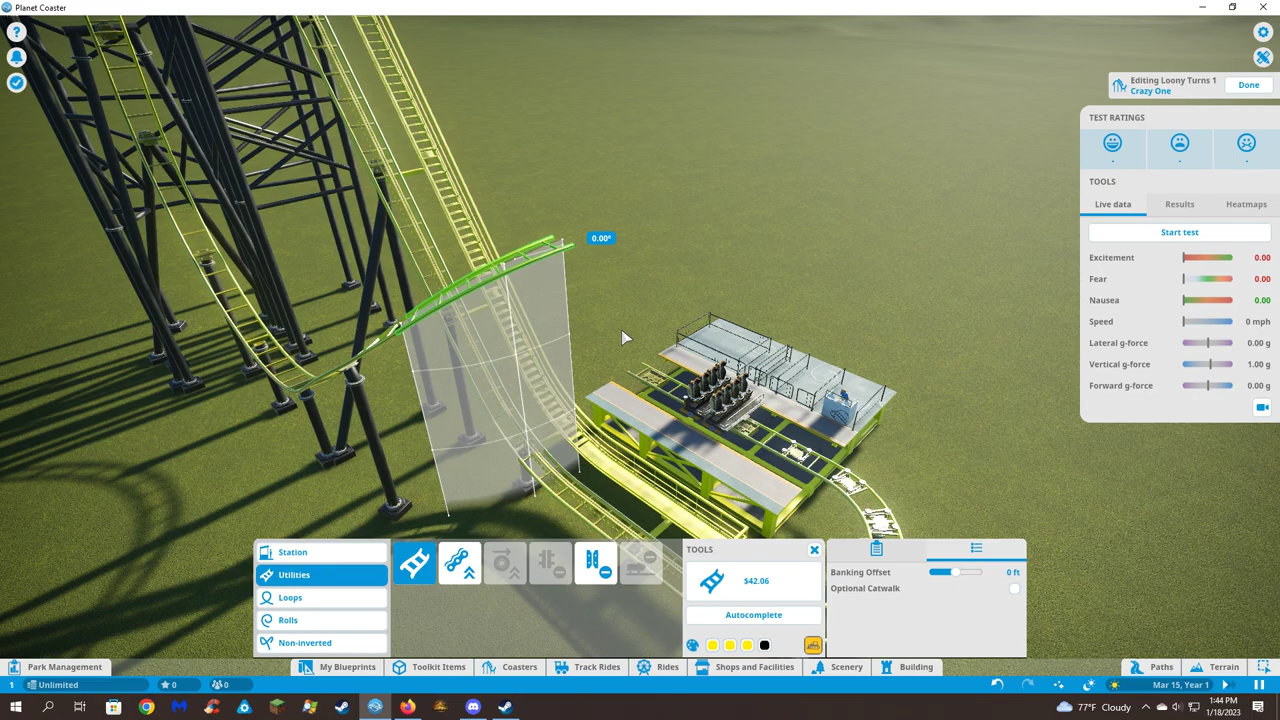 Planet Coaster
?
Editing Loony Turns 1
Crazy One
Done
TEST RATINGS
- - -
TOOLS
Live data Results Heatmaps
Start test
Excitement 0.00
Fear 0.00
Nausea 0.00
Speed 0 mph
Lateral g-force 0.00 g
Vertical g-force 1.00 g
Forward g-force 0.00 g
0.00°
Station
Utilities
Loops
Rolls
Non-inverted
TOOLS
$42.06
Autocomplete
Banking Offset 0 ft
Optional Catwalk
Park Management My Blueprints Toolkit Items Coasters Track Rides Rides Shops and Facilities Scenery Building Paths Terrain
1 Unlimited 0 0 Mar 15, Year 1
77°F Cloudy 1:44 PM
1/18/2023